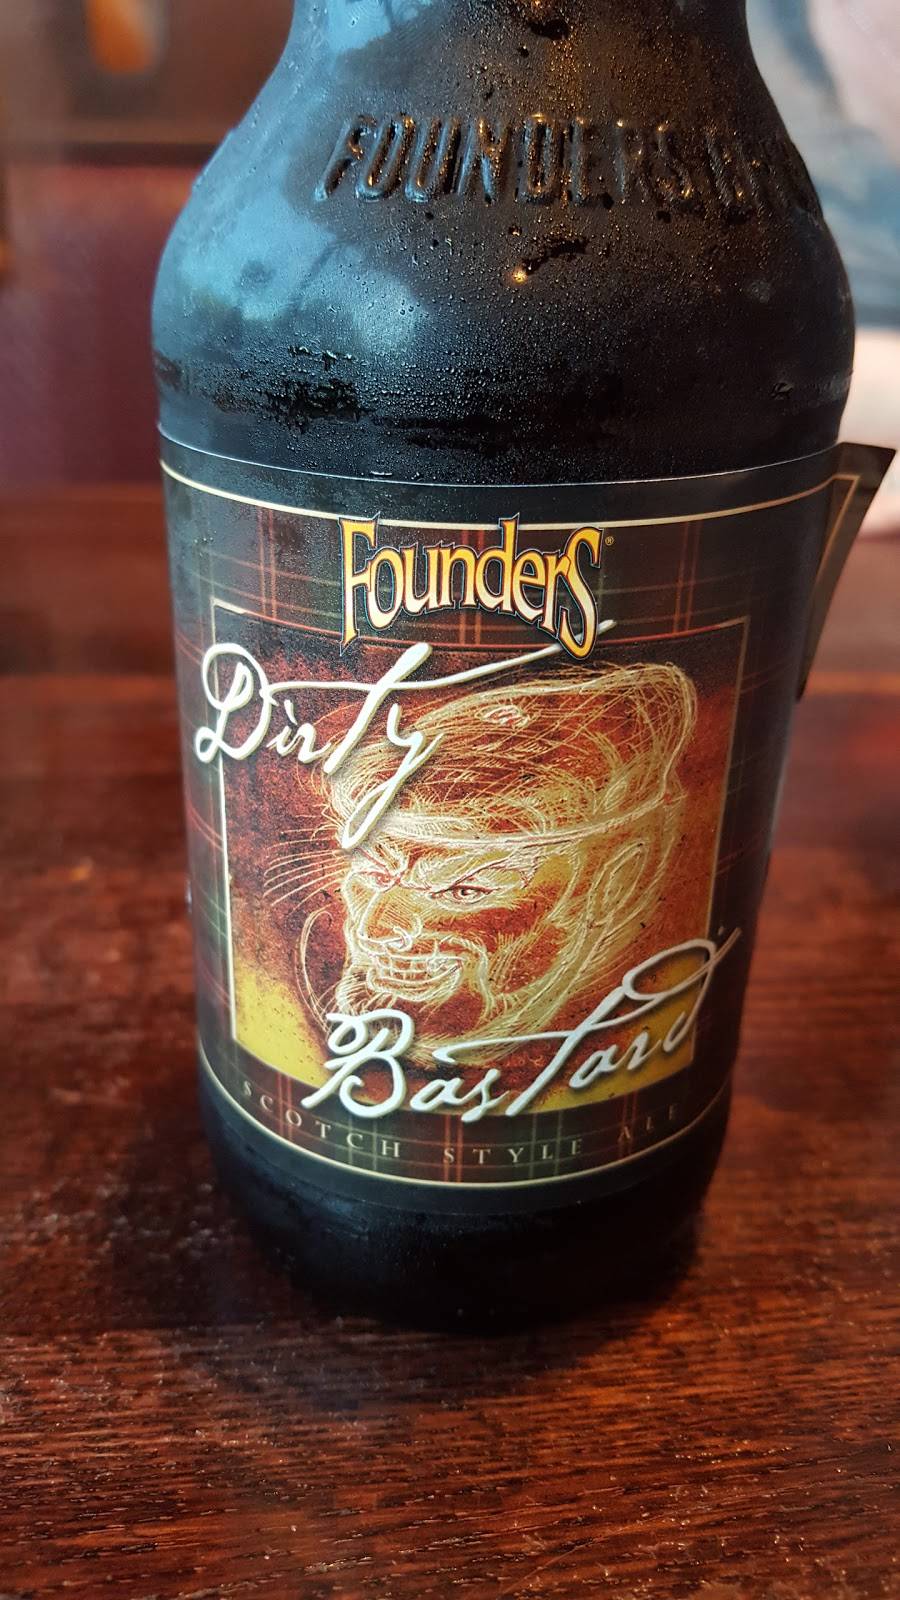 FOUNDERS
Founders®
Dirty
Bastard
SCOTCH STYLE ALE